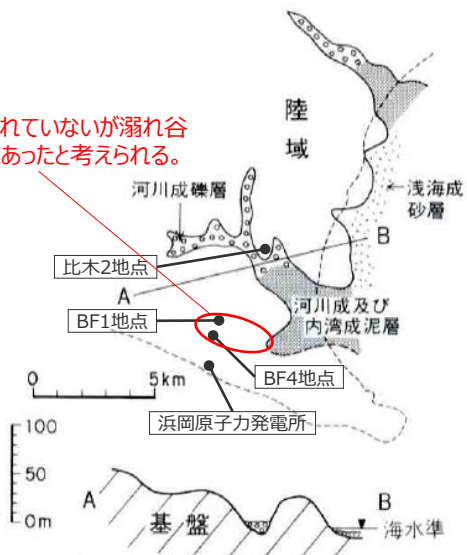 れていないが溺れ谷
あったと考えられる。
陸
域
河川成礫層
浅海成
砂層
B
比木2地点
A
河川成及び
内湾成泥層
BF1地点
0
5km
BF4地点
浜岡原子力発電所
100
50
0m
A
基盤
B
海水準